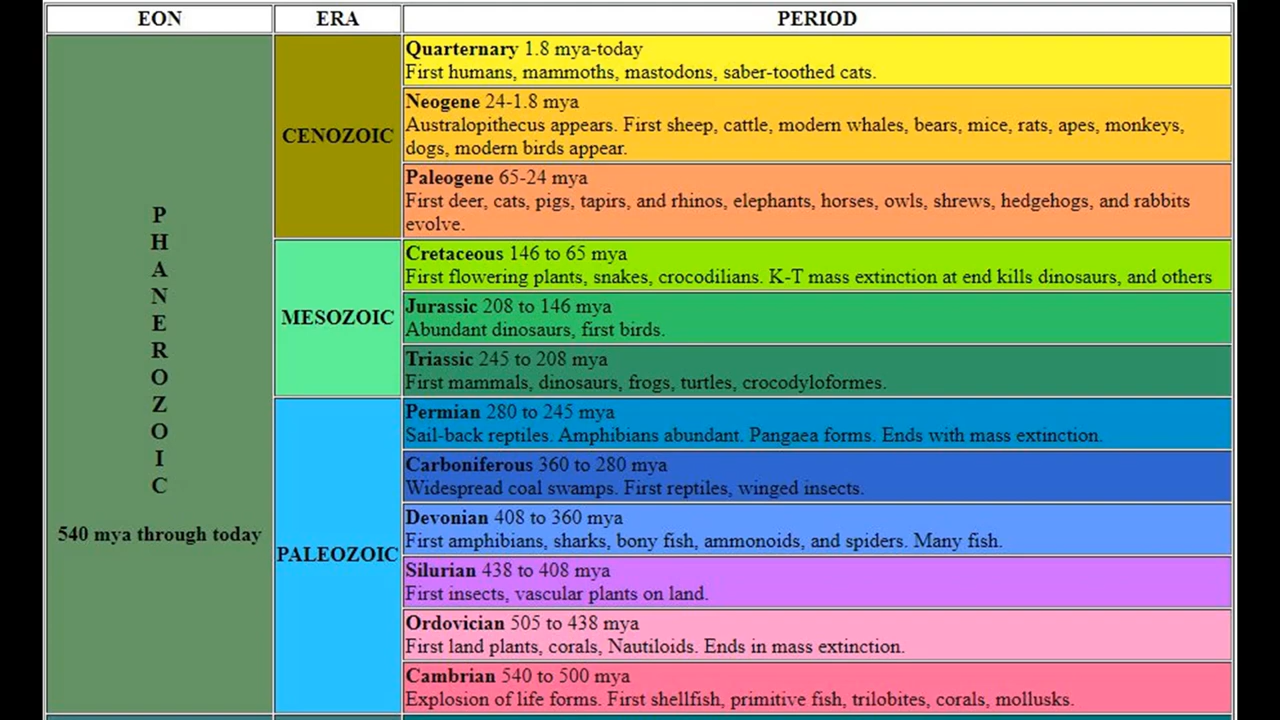 EON
ERA
PERIOD
PHANEROZOIC
540 mya through today
CENOZOIC
Quarternary 1.8 mya-today
First humans, mammoths, mastodons, saber-toothed cats.
Neogene 24-1.8 mya
Australopithecus appears. First sheep, cattle, modern whales, bears, mice, rats, apes, monkeys,
dogs, modern birds appear.
Paleogene 65-24 mya
First deer, cats, pigs, tapirs, and rhinos, elephants, horses, owls, shrews, hedgehogs, and rabbits
evolve.
MESOZOIC
Cretaceous 146 to 65 mya
First flowering plants, snakes, crocodilians. K-T mass extinction at end kills dinosaurs, and others
Jurassic 208 to 146 mya
Abundant dinosaurs, first birds.
Triassic 245 to 208 mya
First mammals, dinosaurs, frogs, turtles, crocodyloformes.
PALEOZOIC
Permian 280 to 245 mya
Sail-back reptiles. Amphibians abundant. Pangaea forms. Ends with mass extinction.
Carboniferous 360 to 280 mya
Widespread coal swamps. First reptiles, winged insects.
Devonian 408 to 360 mya
First amphibians, sharks, bony fish, ammonoids, and spiders. Many fish.
Silurian 438 to 408 mya
First insects, vascular plants on land.
Ordovician 505 to 438 mya
First land plants, corals, Nautiloids. Ends in mass extinction.
Cambrian 540 to 500 mya
Explosion of life forms. First shellfish, primitive fish, trilobites, corals, mollusks.